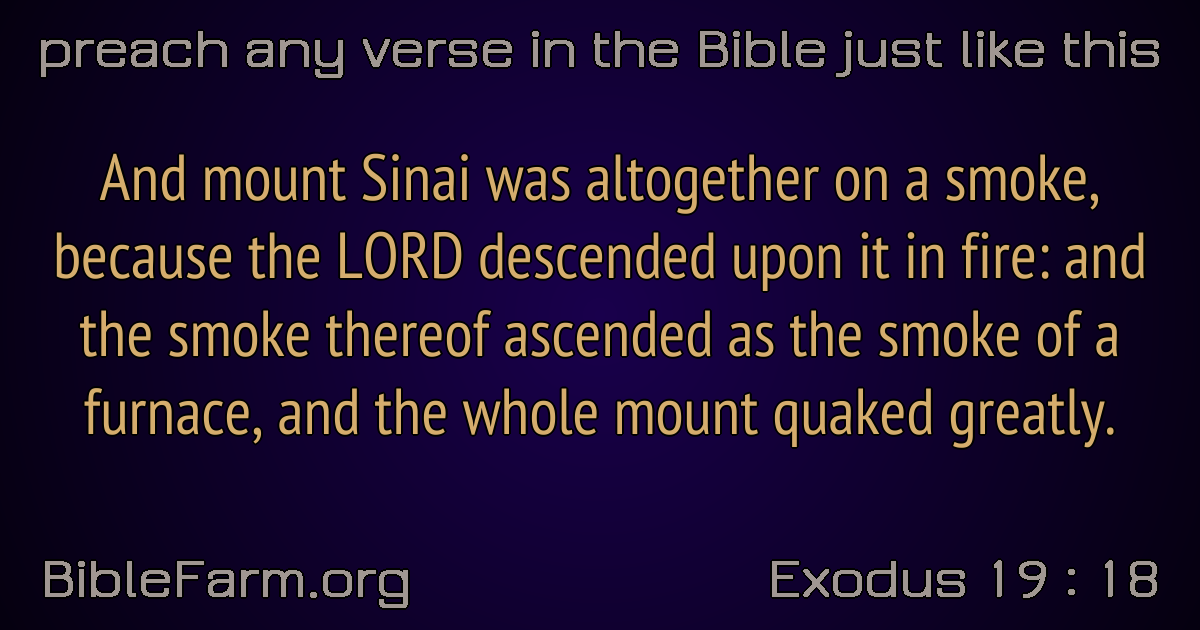 preach any verse in the Bible just like this
And mount Sinai was altogether on a smoke,
because the LORD descended upon it in fire: and
the smoke thereof ascended as the smoke of a
furnace, and the whole mount quaked greatly.
BibleFarm.org
Exodus 19 : 18